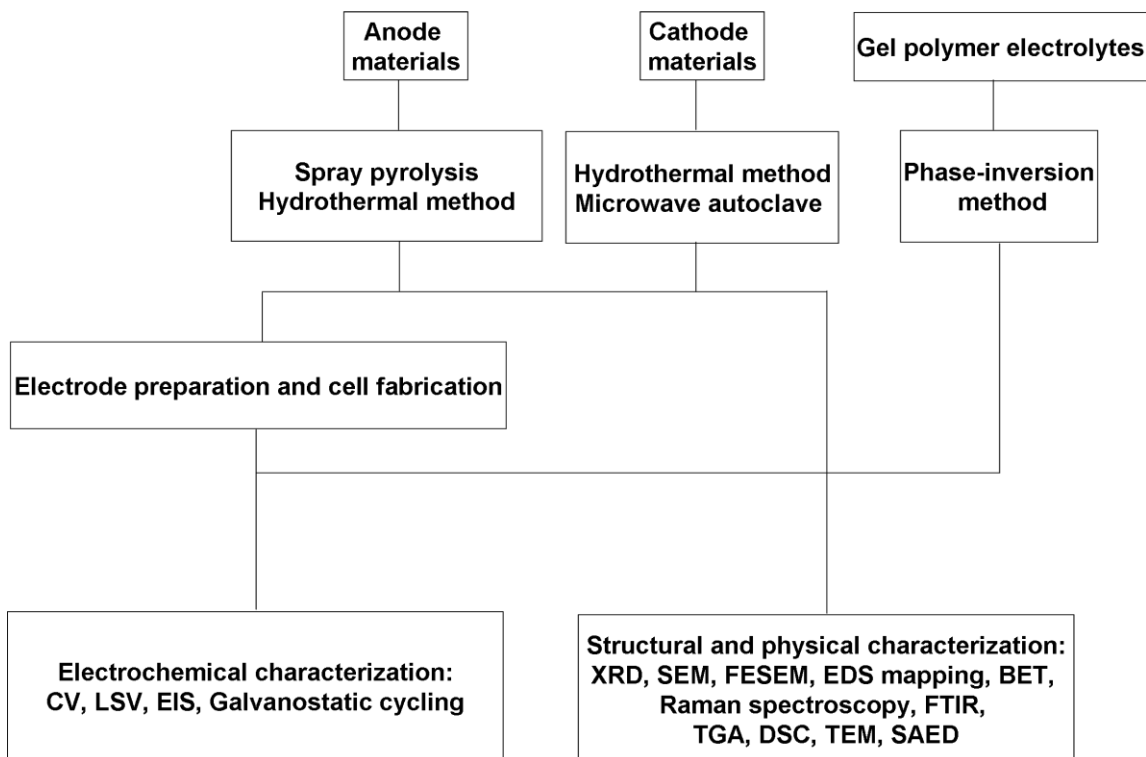 Anode
materials
Cathode
materials
Gel polymer electrolytes
Spray pyrolysis
Hydrothermal method
Hydrothermal method
Microwave autoclave
Phase-inversion
method
Electrode preparation and cell fabrication
Electrochemical characterization:
CV, LSV, EIS, Galvanostatic cycling
Structural and physical characterization:
XRD, SEM, FESEM, EDS mapping, BET,
Raman spectroscopy, FTIR,
TGA, DSC, TEM, SAED